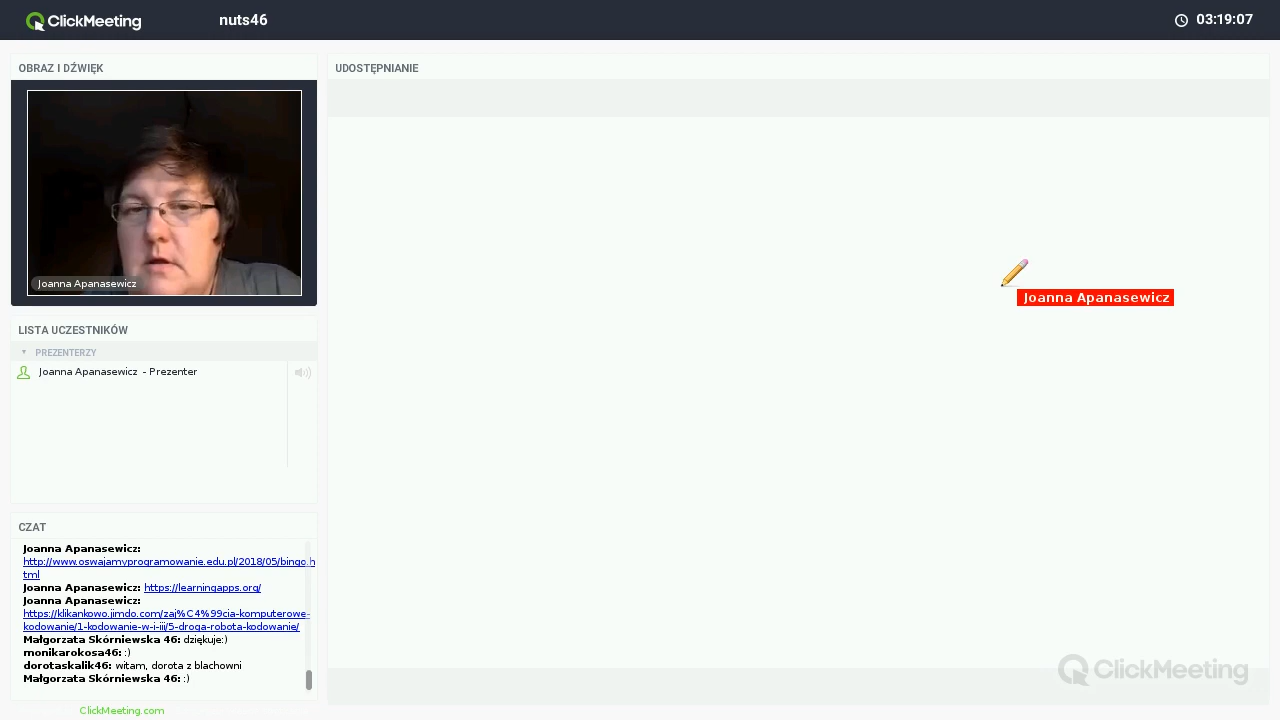 ClickMeeting
nuts46
03:19:07
OBRAZ I DŹWIĘK
Joanna Apanasewicz
LISTA UCZESTNIKÓW
PREZENTERZY
Joanna Apanasewicz - Prezenter
CZAT
Joanna Apanasewicz:
http://www.oswajamyprogramowanie.edu.pl/2018/05/bingo.h
tml
Joanna Apanasewicz: https://learningapps.org/
Joanna Apanasewicz:
https://klikankowo.jimdo.com/zaj%C4%99cia-komputerowe-
kodowanie/1-kodowanie-w-i-iii/5-droga-robota-kodowanie/
Małgorzata Skórniewska 46: dziękuje:)
monikarokosa46: :)
dorotaskalik46: witam, dorota z blachowni
Małgorzata Skórniewska 46: :)
ClickMeeting.com
UDOSTĘPNIANIE
Joanna Apanasewicz
ClickMeeting